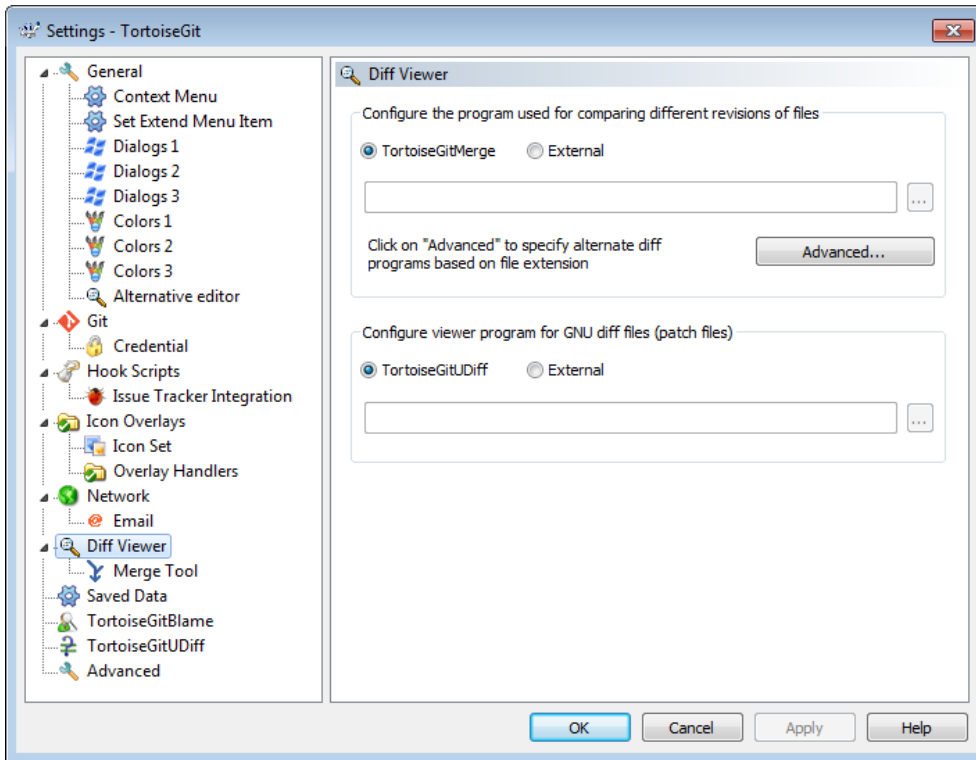 Settings - TortoiseGit
General
Context Menu
Set Extend Menu Item
Dialogs 1
Dialogs 2
Dialogs 3
Colors 1
Colors 2
Colors 3
Alternative editor
Git
Credential
Hook Scripts
Issue Tracker Integration
Icon Overlays
Icon Set
Overlay Handlers
Network
Email
Diff Viewer
Merge Tool
Saved Data
TortoiseGitBlame
TortoiseGitUDiff
Advanced
Diff Viewer
Configure the program used for comparing different revisions of files
TortoiseGitMerge External
...
Click on "Advanced" to specify alternate diff
programs based on file extension
Advanced...
Configure viewer program for GNU diff files (patch files)
TortoiseGitUDiff External
...
OK Cancel Apply Help